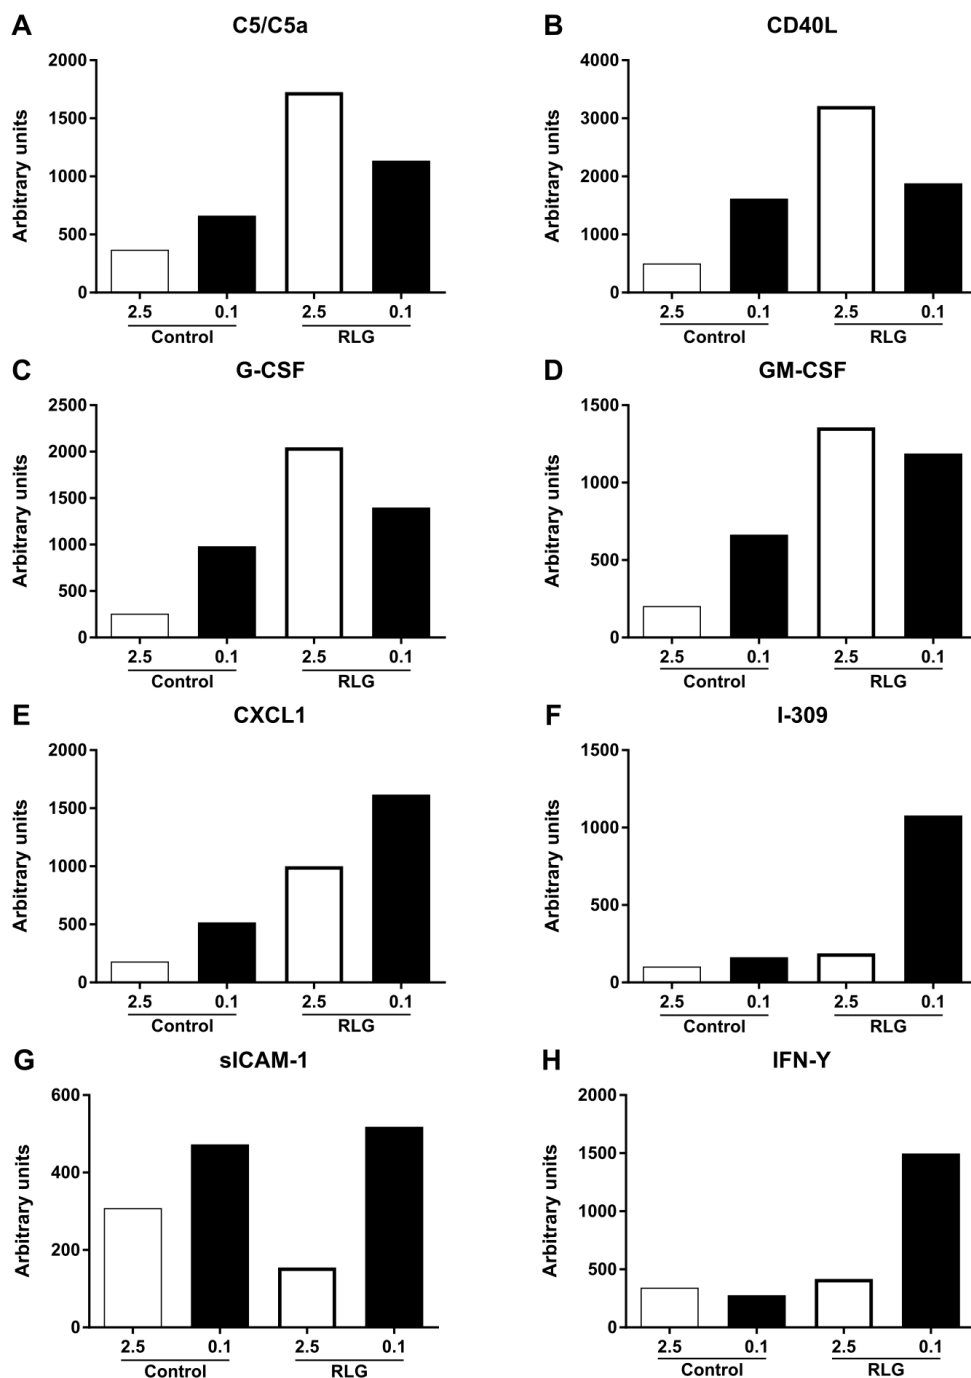 A C5/C5a
Arbitrary units
2000
1500
1000
500
0
2.5 0.1 2.5 0.1
Control RLG
B CD40L
Arbitrary units
4000
3000
2000
1000
0
2.5 0.1 2.5 0.1
Control RLG
C G-CSF
Arbitrary units
2500
2000
1500
1000
500
0
2.5 0.1 2.5 0.1
Control RLG
D GM-CSF
Arbitrary units
1500
1000
500
0
2.5 0.1 2.5 0.1
Control RLG
E CXCL1
Arbitrary units
2000
1500
1000
500
0
2.5 0.1 2.5 0.1
Control RLG
F I-309
Arbitrary units
1500
1000
500
0
2.5 0.1 2.5 0.1
Control RLG
G sICAM-1
Arbitrary units
600
400
200
0
2.5 0.1 2.5 0.1
Control RLG
H IFN-Y
Arbitrary units
2000
1500
1000
500
0
2.5 0.1 2.5 0.1
Control RLG